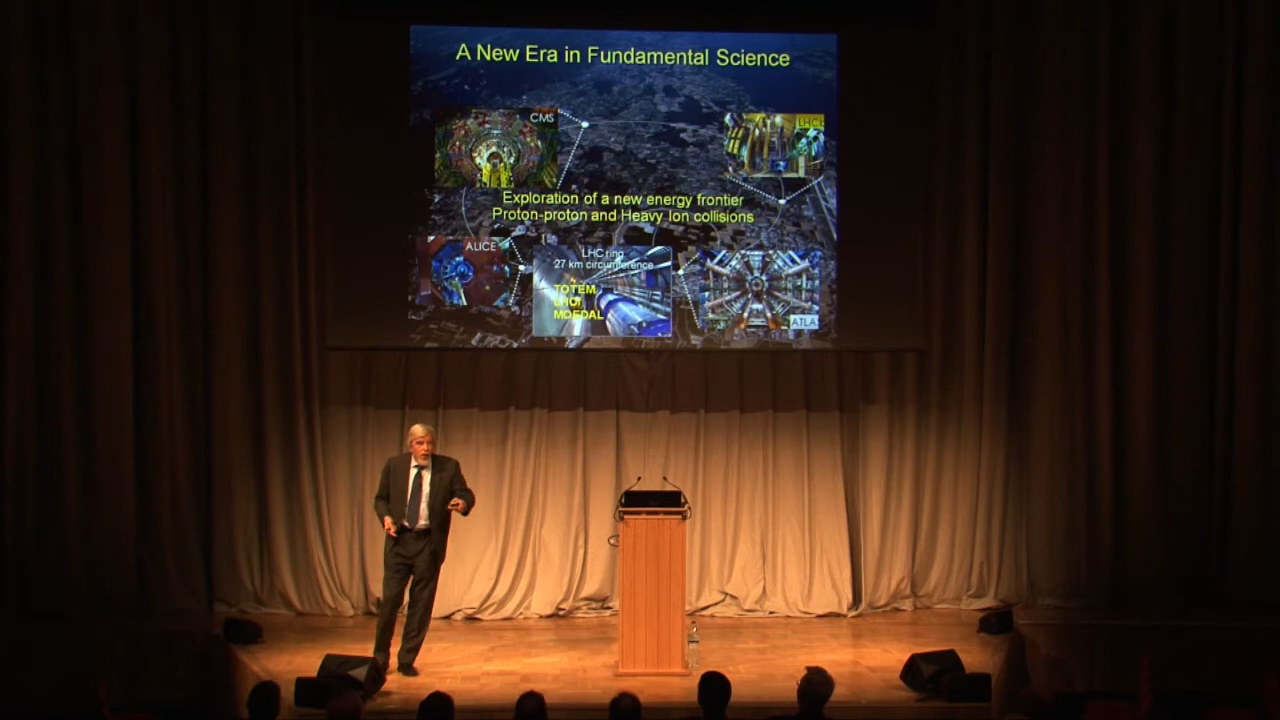 A New Era in Fundamental Science
CMS
LHCb
Exploration of a new energy frontier
Proton-proton and Heavy Ion collisions
ALICE
LHC ring
27 km circumference
TOTEM
LHCf
MOEDAL
ATLA